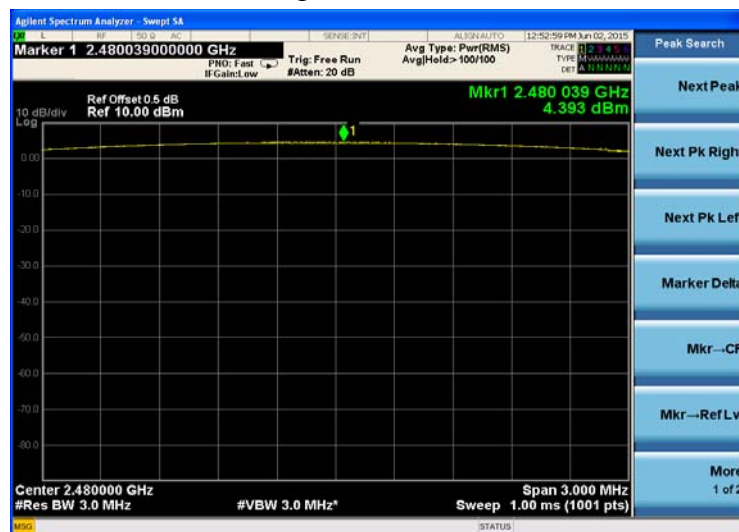 Agilent Spectrum Analyzer - Swept SA
L RF 50 Ω AC SENSE:INT ALIGN AUTO 12:52:59 PM Jun 02, 2015
Marker 1 2.480039000000 GHz
PNO: Fast
IFGain:Low
Trig: Free Run
#Atten: 20 dB
Avg Type: Pwr(RMS)
Avg|Hold:>100/100
TRACE 1 2 3 4 5 6
TYPE M
DET A N N N N N
Ref Offset 0.5 dB
10 dB/div Ref 10.00 dBm
Log
Mkr1 2.480 039 GHz
4.393 dBm
1
0.00
-10.0
-20.0
-30.0
-40.0
-50.0
-60.0
-70.0
-80.0
Center 2.480000 GHz Span 3.000 MHz
#Res BW 3.0 MHz #VBW 3.0 MHz* Sweep 1.00 ms (1001 pts)
MSG STATUS
Peak Search
Next Peak
Next Pk Righ
Next Pk Lef
Marker Delta
Mkr→CF
Mkr→Ref Lv
More
1 of 2